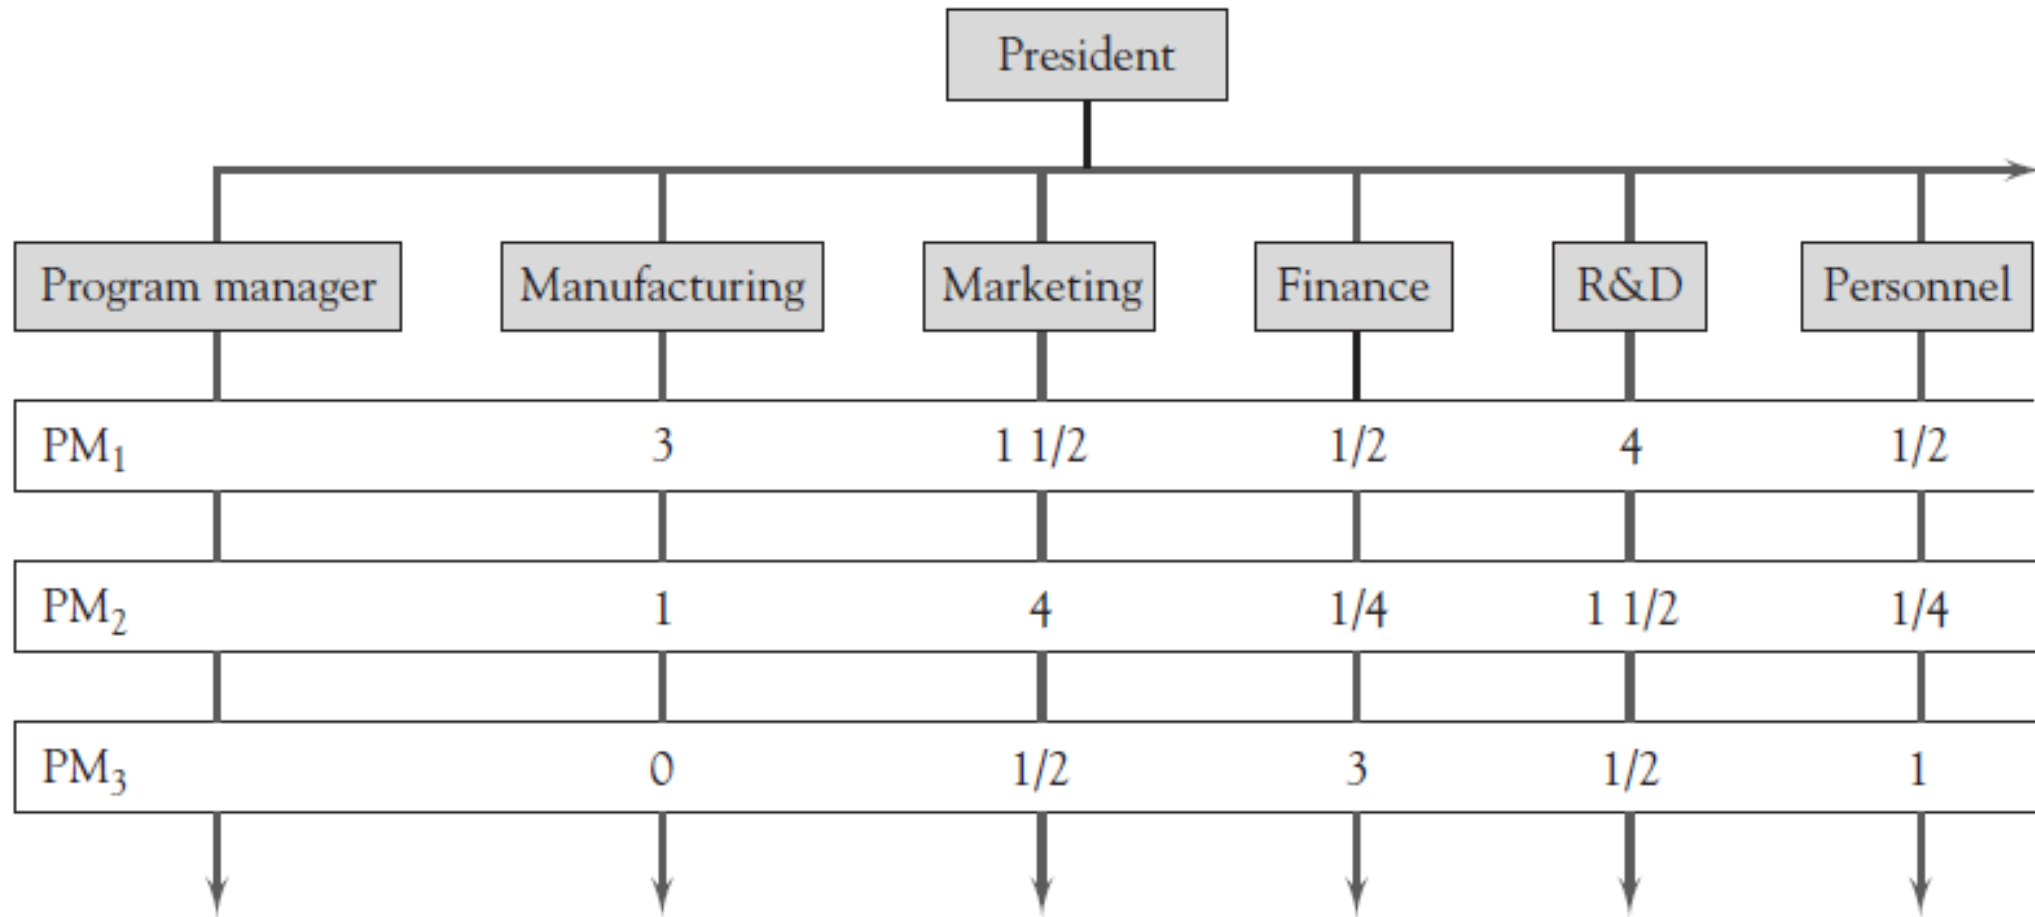 President
Program manager Manufacturing Marketing Finance R&D Personnel
PM₁ 3 1 1/2 1/2 4 1/2
PM₂ 1 4 1/4 1 1/2 1/4
PM₃ 0 1/2 3 1/2 1